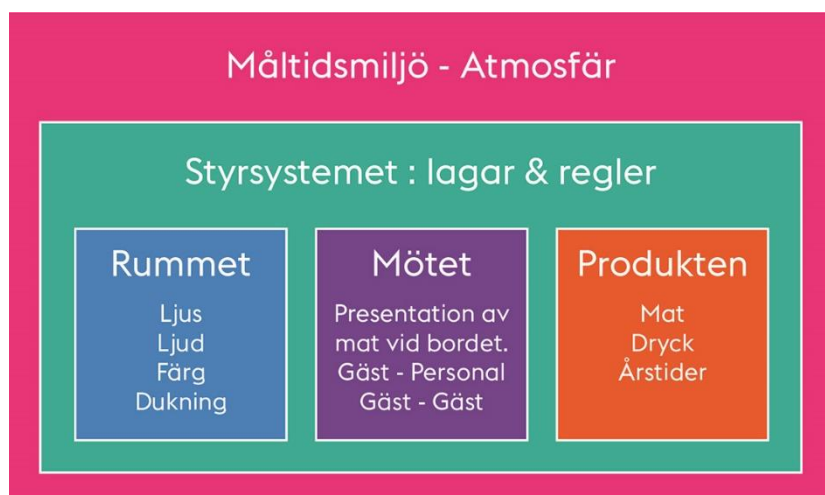 Måltidsmiljö - Atmosfär
Styrsystemet : lagar & regler
Rummet
Ljus
Ljud
Färg
Dukning
Mötet
Presentation av
mat vid bordet.
Gäst - Personal
Gäst - Gäst
Produkten
Mat
Dryck
Årstider